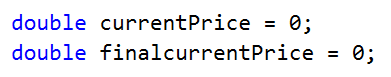 double currentPrice = 0;
double finalcurrentPrice = 0;